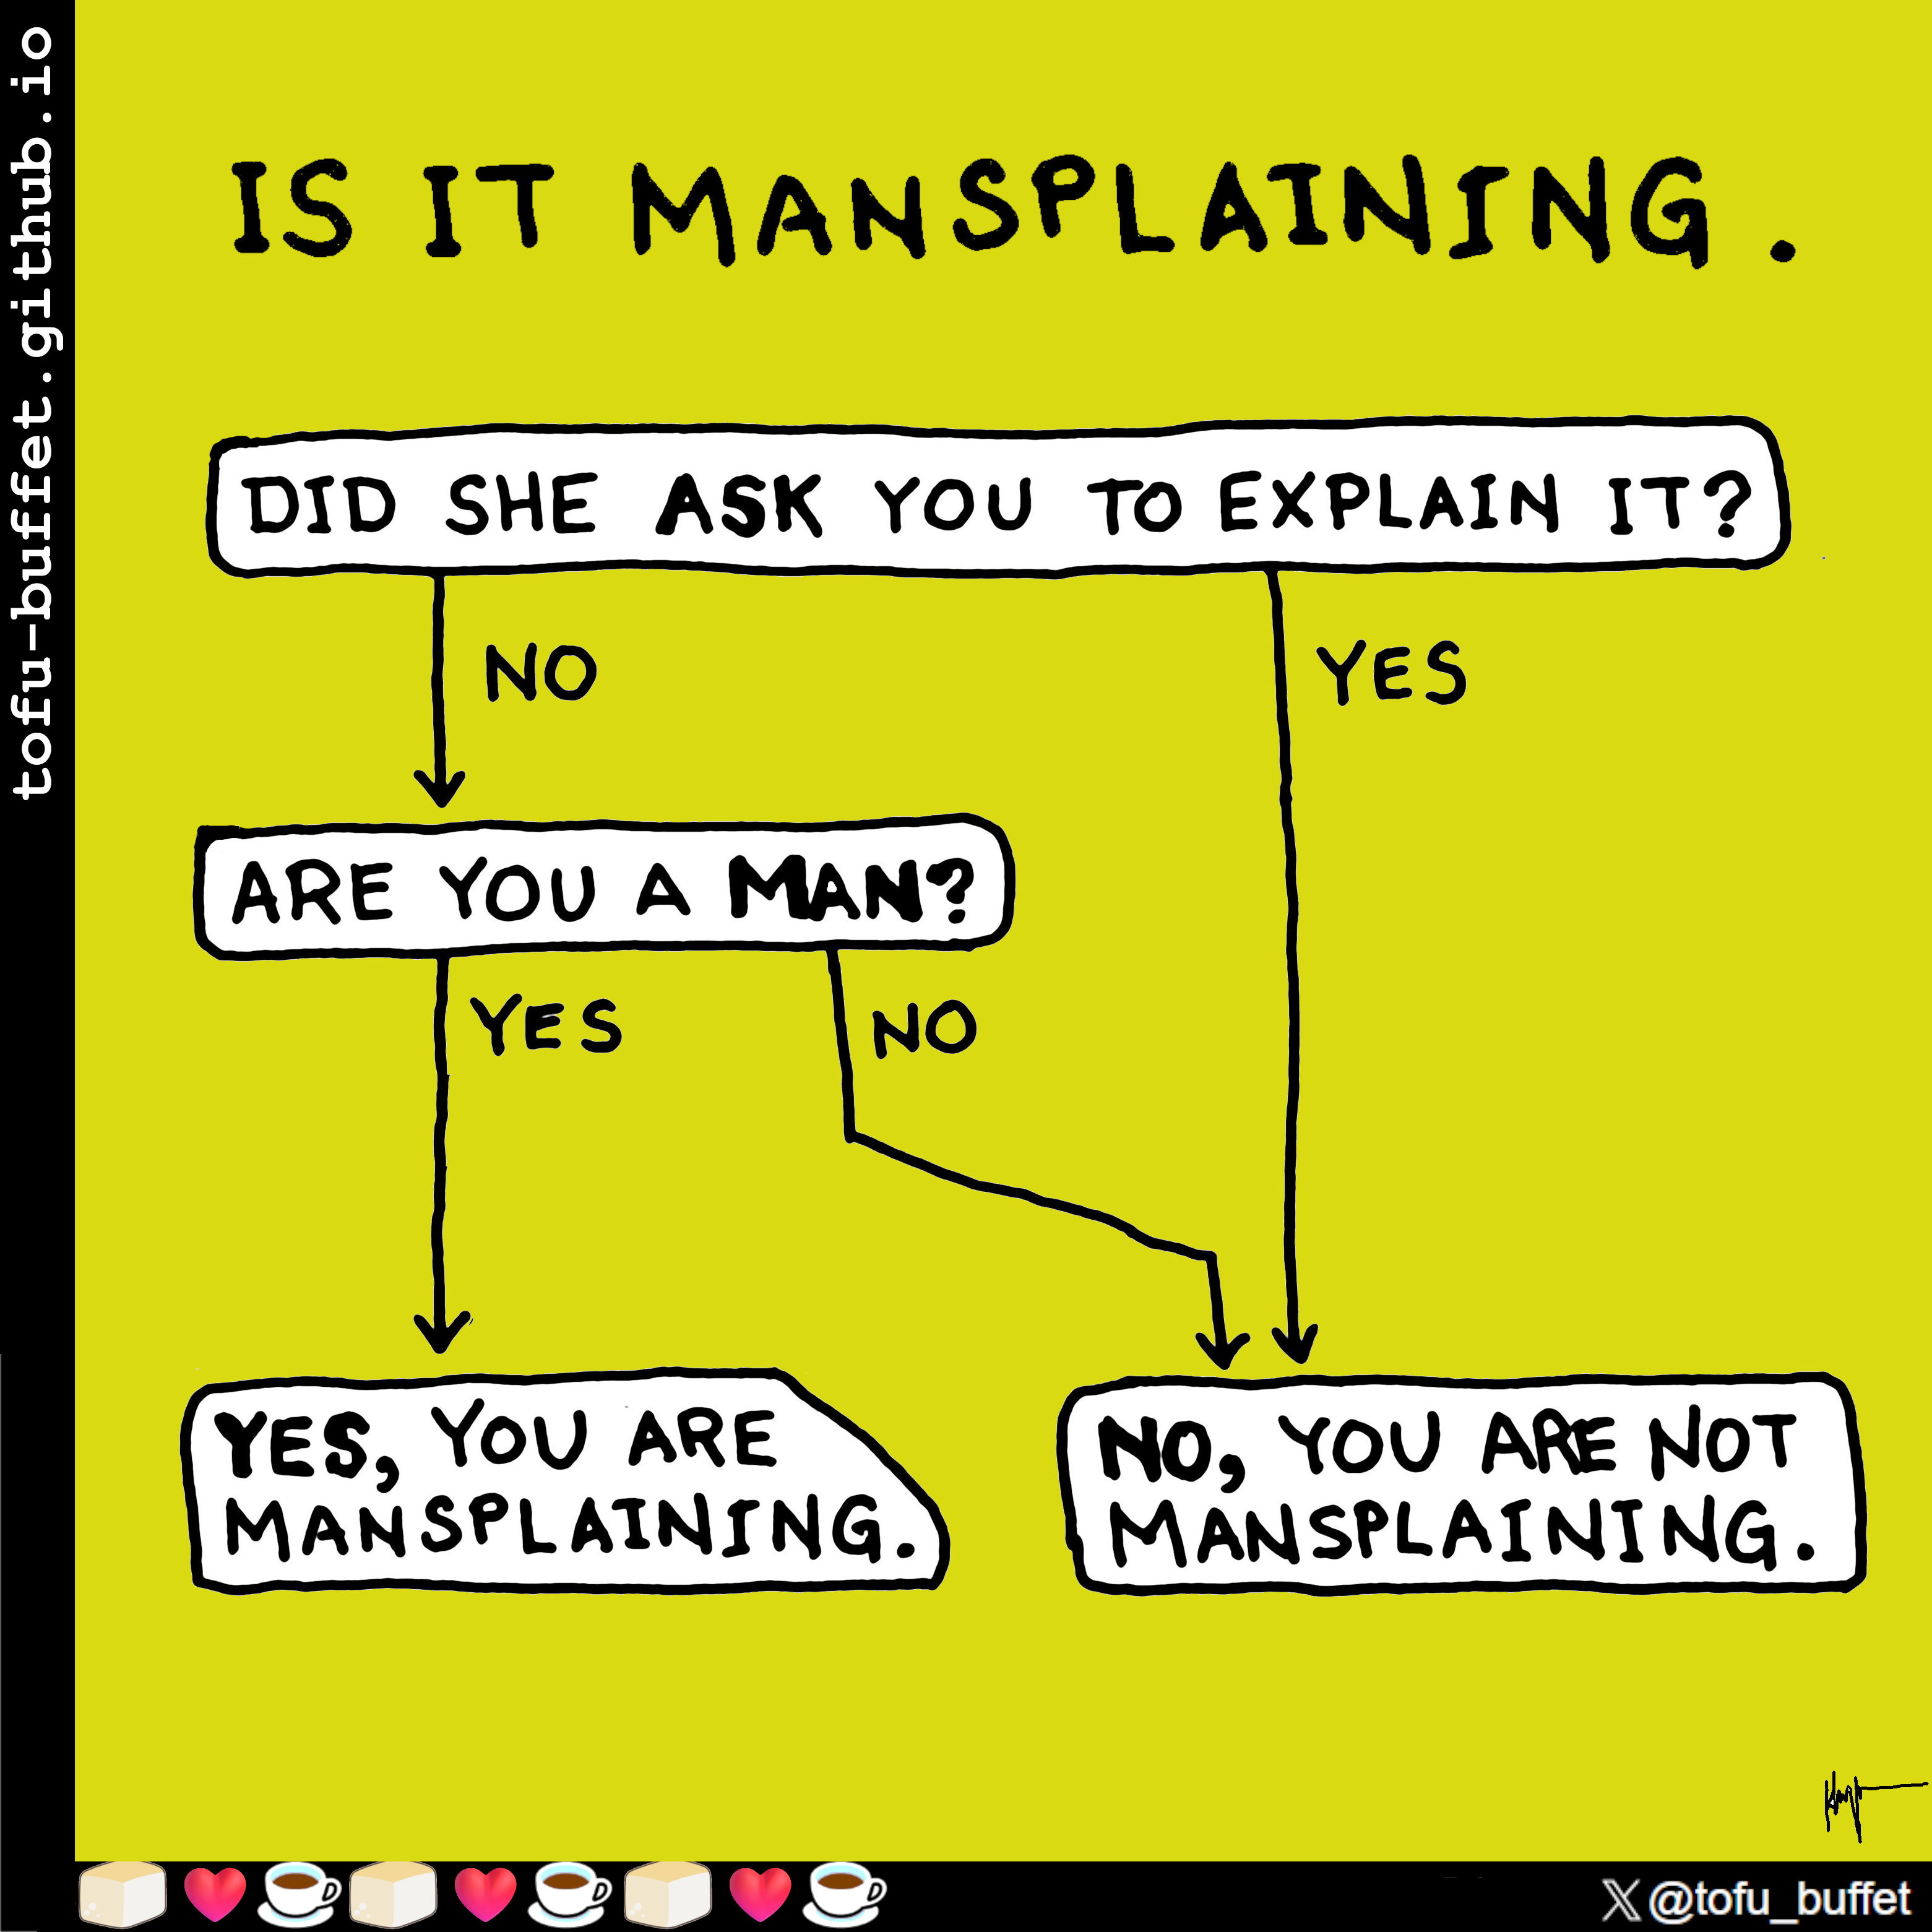 tofu-buffet.github.io
IS IT MANSPLAINING.
DID SHE ASK YOU TO EXPLAIN IT?
NO
YES
ARE YOU A MAN?
YES
NO
YES, YOU ARE
MANSPLAINING.
NO, YOU ARE NOT
MANSPLAINING.
𝕏 @tofu_buffet